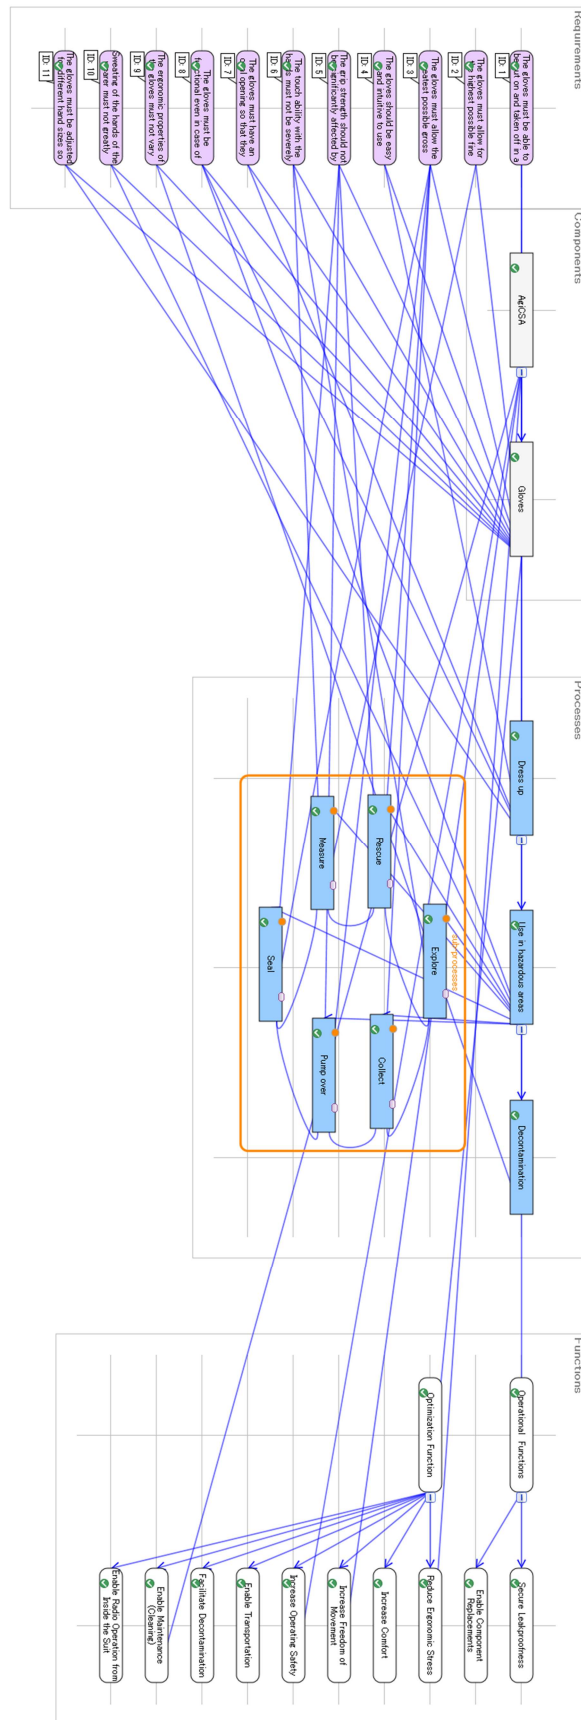 Requirements
The gloves must be able to
be put on and taken off in a
ID: 1
The gloves must allow for
the highest possible fine
ID: 2
The gloves must allow the
greatest possible gross
ID: 3
The gloves should be easy
and intuitive to use
ID: 4
The grip strength should not
be significantly affected by
ID: 5
The touch ability with the
hands must not be severely
ID: 6
The gloves must have an
oval opening so that they
ID: 7
The gloves must be
functional even in case of
ID: 8
The ergonomic properties of
the gloves must not vary
ID: 9
Sweating of the hands of the
wearer must not greatly
ID: 10
The gloves must be adjusted
for different hand sizes so
ID: 11
Components
AgiCSA
Gloves
Processes
Dress up
Use in hazardous areas
Decontamination
sub-processes
Explore
Rescue
Collect
Measure
Pump over
Seal
Functions
Operational Functions
Optimization Function
Secure Leakproofness
Enable Component
Replacements
Reduce Ergonomic Stress
Increase Comfort
Increase Freedom of
Movement
Increase Operating Safety
Enable Transportation
Facilitate Decontamination
Enable Maintenance
(Cleaning)
Enable Radio Operation from
Inside the Suit